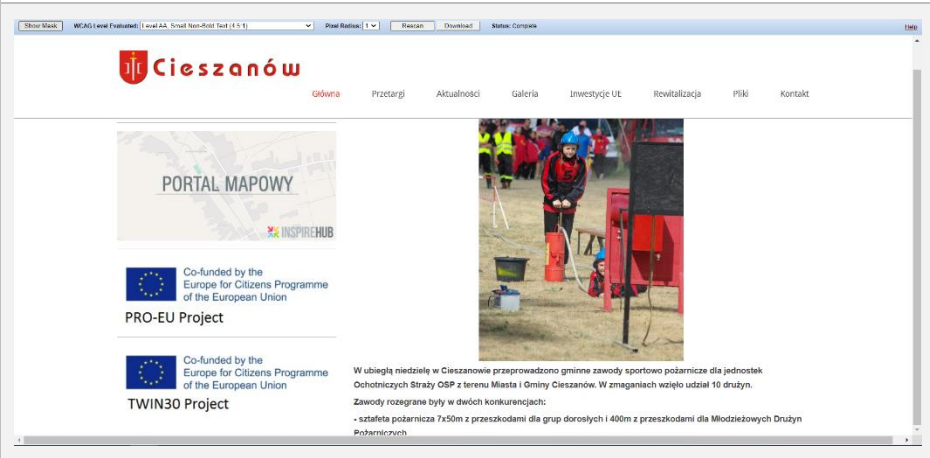 Show Mask WCAG Level Evaluated: Level AA, Small Non-Bold Text (4.5:1) Pixel Radius: 1 Rescan Download Status: Complete Help
Cieszanów
Główna Przetargi Aktualności Galeria Inwestycje UE Rewitalizacja Pliki Kontakt
PORTAL MAPOWY
INSPIREHUB
Co-funded by the
Europe for Citizens Programme
of the European Union
PRO-EU Project
Co-funded by the
Europe for Citizens Programme
of the European Union
TWIN30 Project
5
W ubiegłą niedzielę w Cieszanowie przeprowadzono gminne zawody sportowo pożarnicze dla jednostek
Ochotniczych Straży OSP z terenu Miasta i Gminy Cieszanów. W zmaganiach wzięło udział 10 drużyn.
Zawody rozegrane były w dwóch konkurencjach:
- sztafeta pożarnicza 7x50m z przeszkodami dla grup dorosłych i 400m z przeszkodami dla Młodzieżowych Drużyn
Pożarniczych